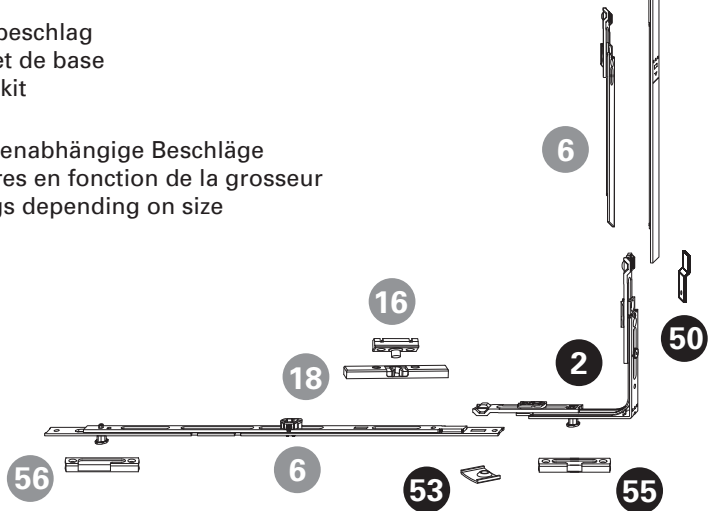 beschlag
et de base
kit
enabhängige Beschläge
res en fonction de la grosseur
gs depending on size
6
16
50
18
2
56
6
53
55